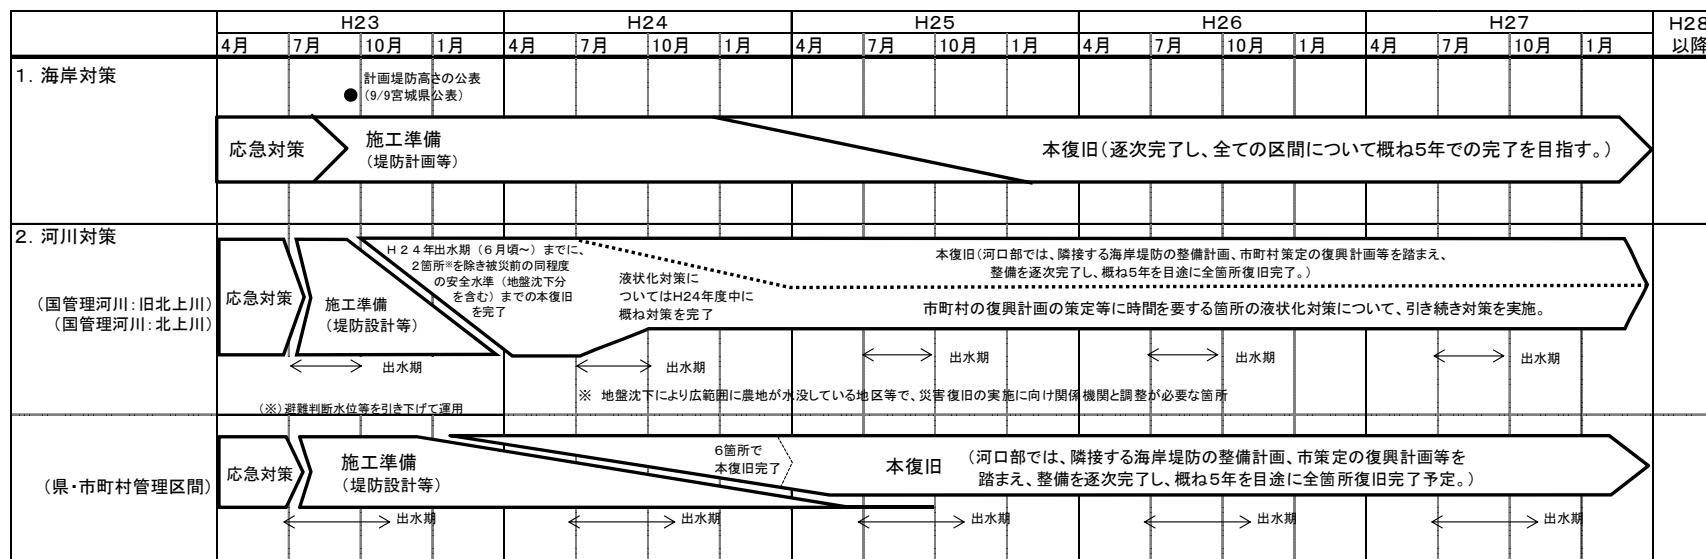 H23 H24 H25 H26 H27 H28
4月 7月 10月 1月 4月 7月 10月 1月 4月 7月 10月 1月 4月 7月 10月 1月 4月 7月 10月 1月 以降
1．海岸対策
計画堤防高さの公表
(9/9宮城県公表)
応急対策
施工準備
(堤防計画等)
本復旧（逐次完了し、全ての区間について概ね5年での完了を目指す。）
2．河川対策
(国管理河川：旧北上川)
(国管理河川：北上川)
応急対策
施工準備
(堤防設計等)
Ｈ２４年出水期（６月頃～）までに、
２箇所※を除き被災前の同程度
の安全水準（地盤沈下分
を含む）までの本復旧
を完了
液状化対策に
ついてはH24年度中に
概ね対策を完了
本復旧（河口部では、隣接する海岸堤防の整備計画、市町村策定の復興計画等を踏まえ、
整備を逐次完了し、概ね5年を目途に全箇所復旧完了。）
市町村の復興計画の策定等に時間を要する箇所の液状化対策について、引き続き対策を実施。
出水期 出水期 出水期 出水期 出水期
(※)避難判断水位等を引き下げて運用
※ 地盤沈下により広範囲に農地が水没している地区等で、災害復旧の実施に向け関係機関と調整が必要な箇所
(県・市町村管理区間)
応急対策
施工準備
(堤防設計等)
6箇所で
本復旧完了
本復旧 （河口部では、隣接する海岸堤防の整備計画、市策定の復興計画等を
踏まえ、整備を逐次完了し、概ね5年を目途に全箇所復旧完了予定。）
出水期 出水期 出水期 出水期 出水期